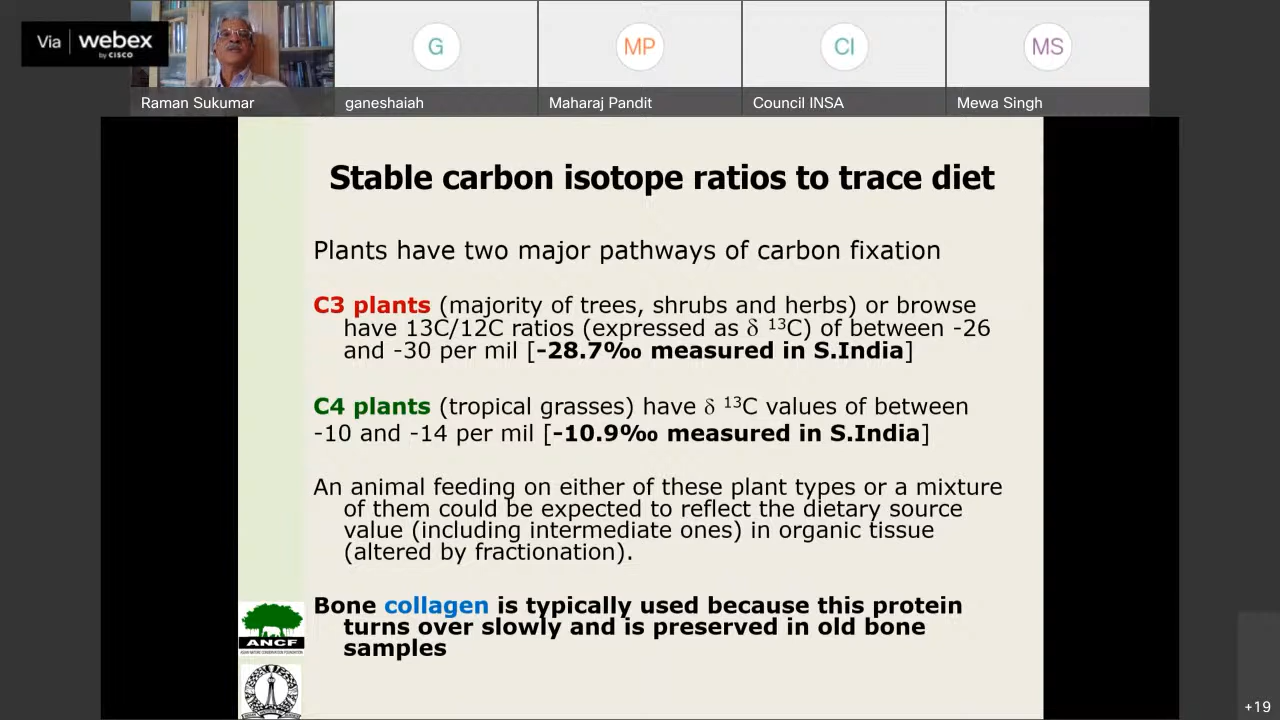 Via webex
by CISCO
G
MP
CI
MS
Raman Sukumar
ganeshaiah
Maharaj Pandit
Council INSA
Mewa Singh
Stable carbon isotope ratios to trace diet
Plants have two major pathways of carbon fixation
C3 plants (majority of trees, shrubs and herbs) or browse
have 13C/12C ratios (expressed as δ ¹³C) of between -26
and -30 per mil [-28.7‰ measured in S.India]
C4 plants (tropical grasses) have δ ¹³C values of between
-10 and -14 per mil [-10.9‰ measured in S.India]
An animal feeding on either of these plant types or a mixture
of them could be expected to reflect the dietary source
value (including intermediate ones) in organic tissue
(altered by fractionation).
Bone collagen is typically used because this protein
turns over slowly and is preserved in old bone
samples
ANCF
ASIAN NATURE CONSERVATION FOUNDATION
+19